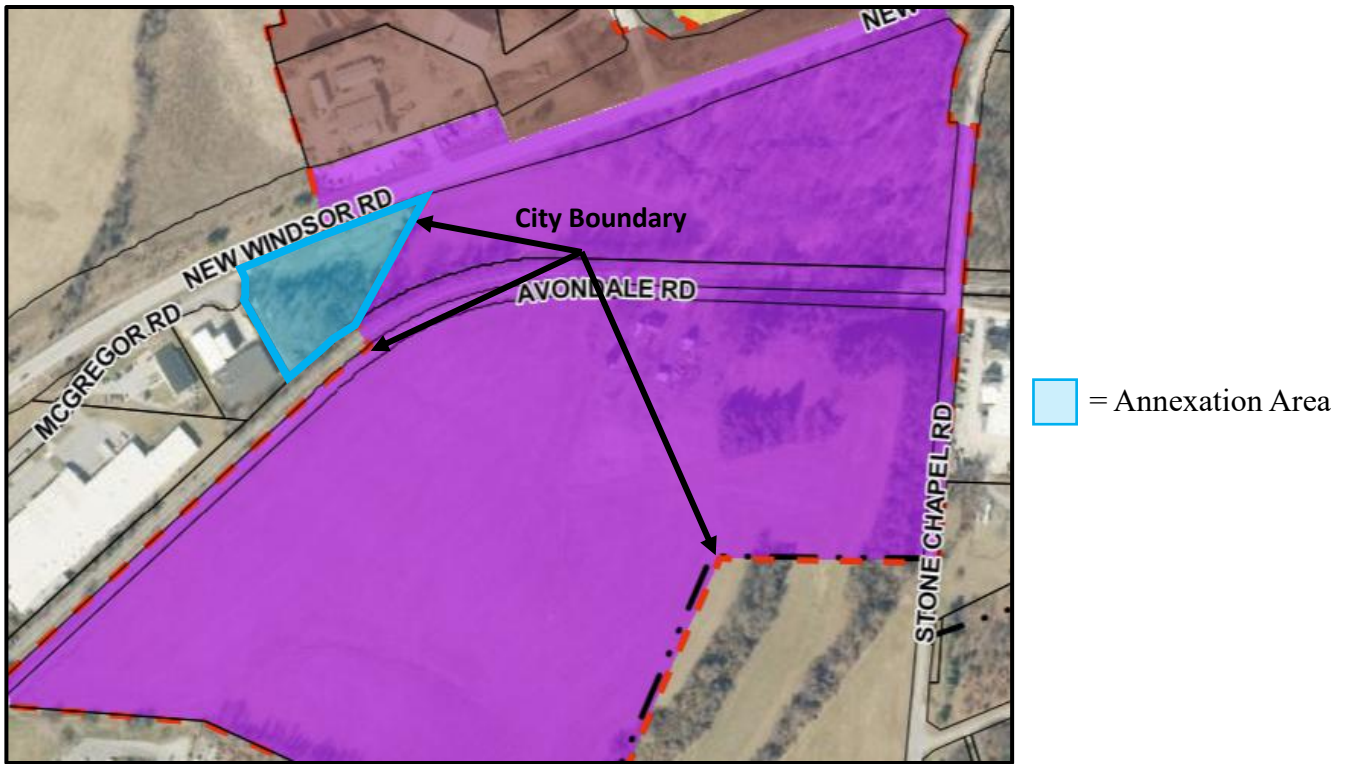 NEW
NEW WINDSOR RD
City Boundary
AVONDALE RD
MCGREGOR RD
= Annexation Area
STONE CHAPEL RD